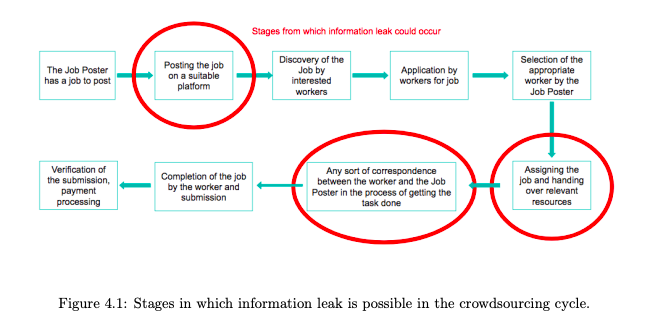 Stages from which information leak could occur
The Job Poster
has a job to post
Posting the job
on a suitable
platform
Discovery of the
Job by
interested
workers
Application by
workers for job
Selection of the
appropriate
worker by the
Job Poster
Assigning the
job and handing
over relevant
resources
Any sort of correspondence
between the worker and the Job
Poster in the process of getting the
task done
Completion of the job
by the worker and
submission
Verification of
the submission,
payment
processing
Figure 4.1: Stages in which information leak is possible in the crowdsourcing cycle.